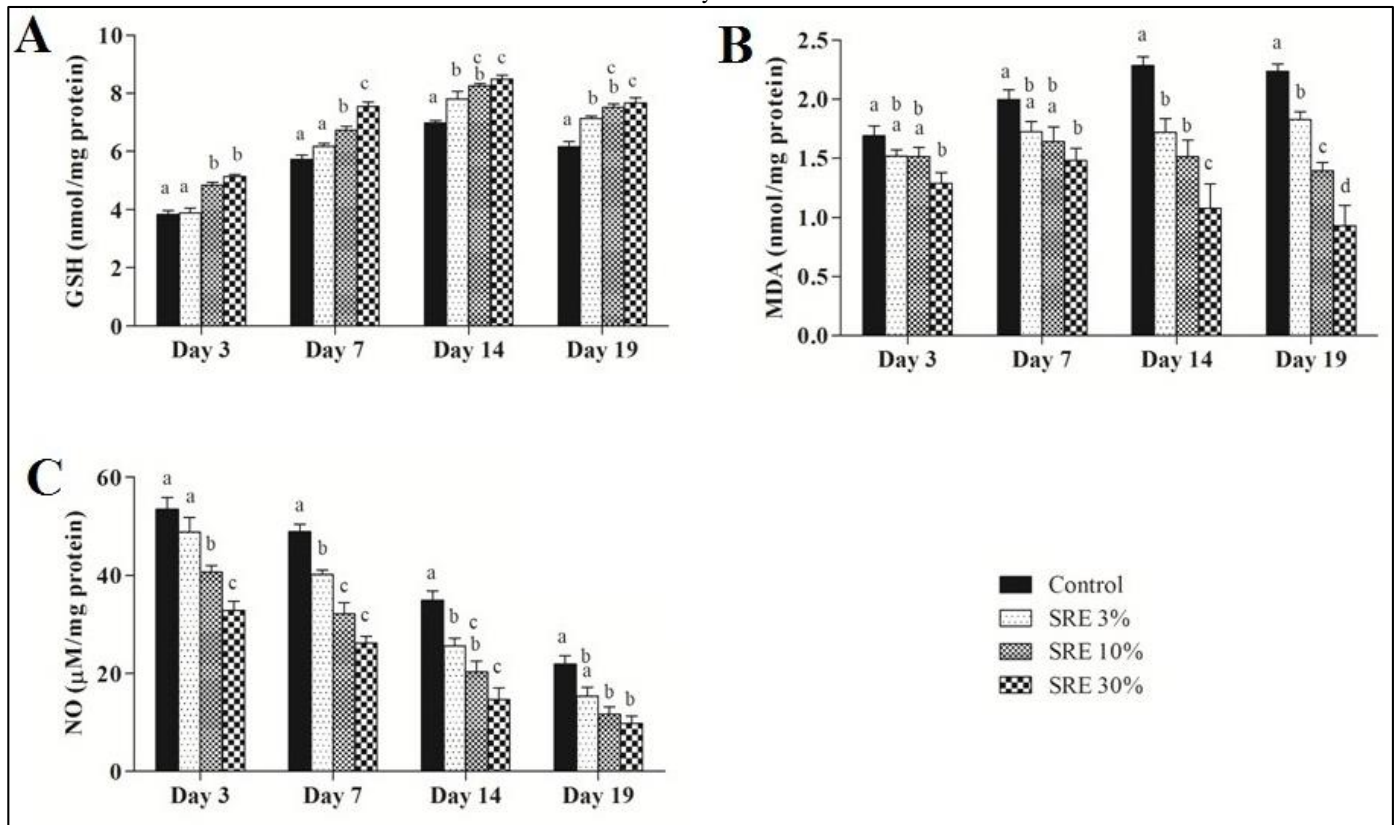 A
GSH (nmol/mg protein)
10
8
6
4
2
0
a a b b
a a b c
a b c b c
a b c b c
Day 3 Day 7 Day 14 Day 19
B
MDA (nmol/mg protein)
2.5
2.0
1.5
1.0
0.5
0.0
a b a b a b
a b a b a b
a b b c
a b c d
Day 3 Day 7 Day 14 Day 19
C
NO (µM/mg protein)
60
40
20
0
a a b c
a b c c
a b c b c
a b a b b
Day 3 Day 7 Day 14 Day 19
Control
SRE 3%
SRE 10%
SRE 30%